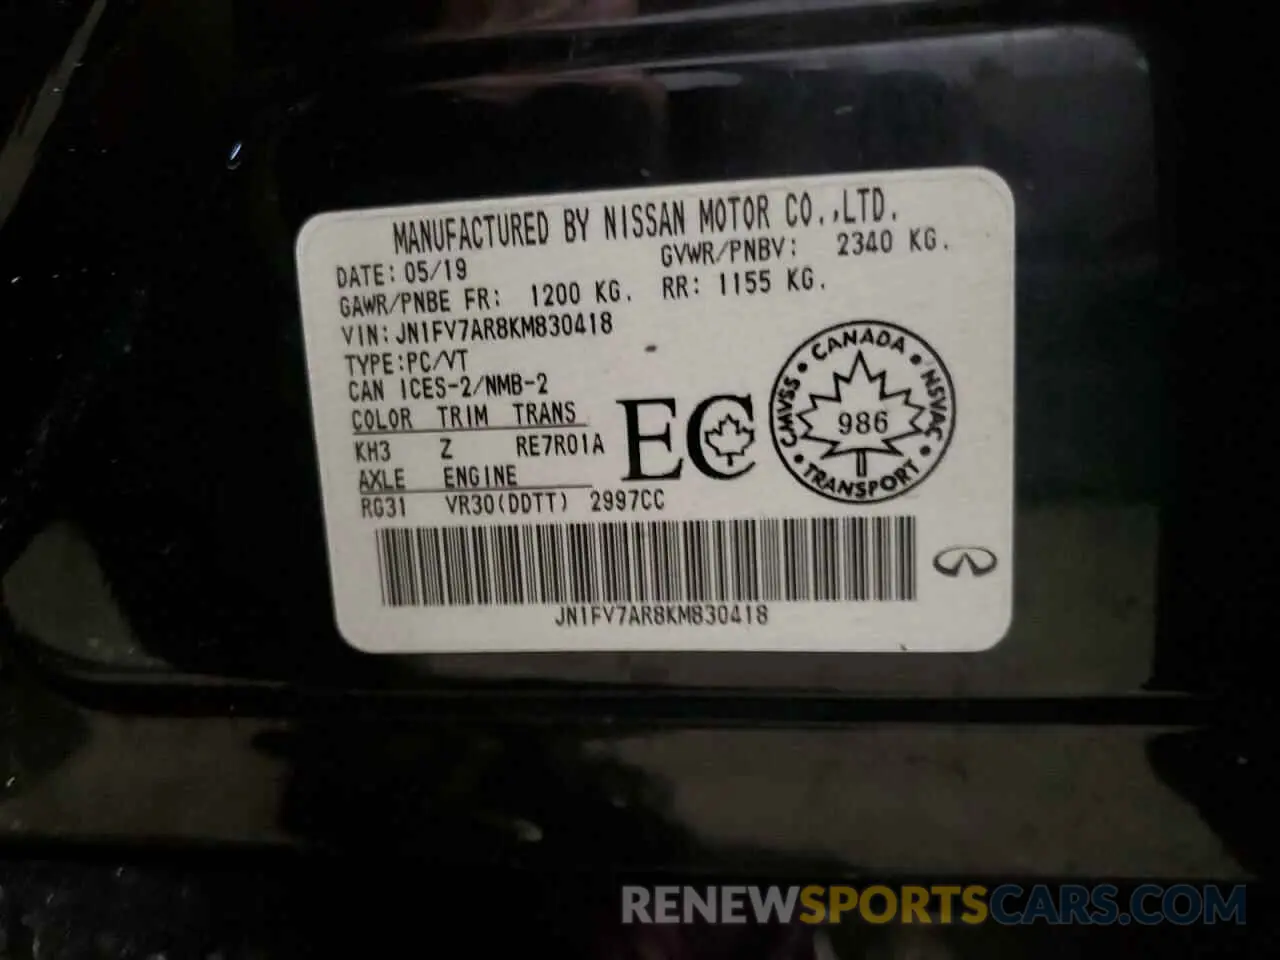 MANUFACTURED BY NISSAN MOTOR CO.,LTD.
DATE: 05/19 GVWR/PNBV: 2340 KG.
GAWR/PNBE FR: 1200 KG. RR: 1155 KG.
VIN: JN1FV7AR8KM830418
TYPE:PC/VT
CAN ICES-2/NMB-2
COLOR TRIM TRANS
KH3 Z RE7R01A
AXLE ENGINE
RG31 VR30(DDTT) 2997CC
EC
CANADA
CMVSS • NSVAC
986
TRANSPORT
JN1FV7AR8KM830418
RENEWSPORTSCARS.COM